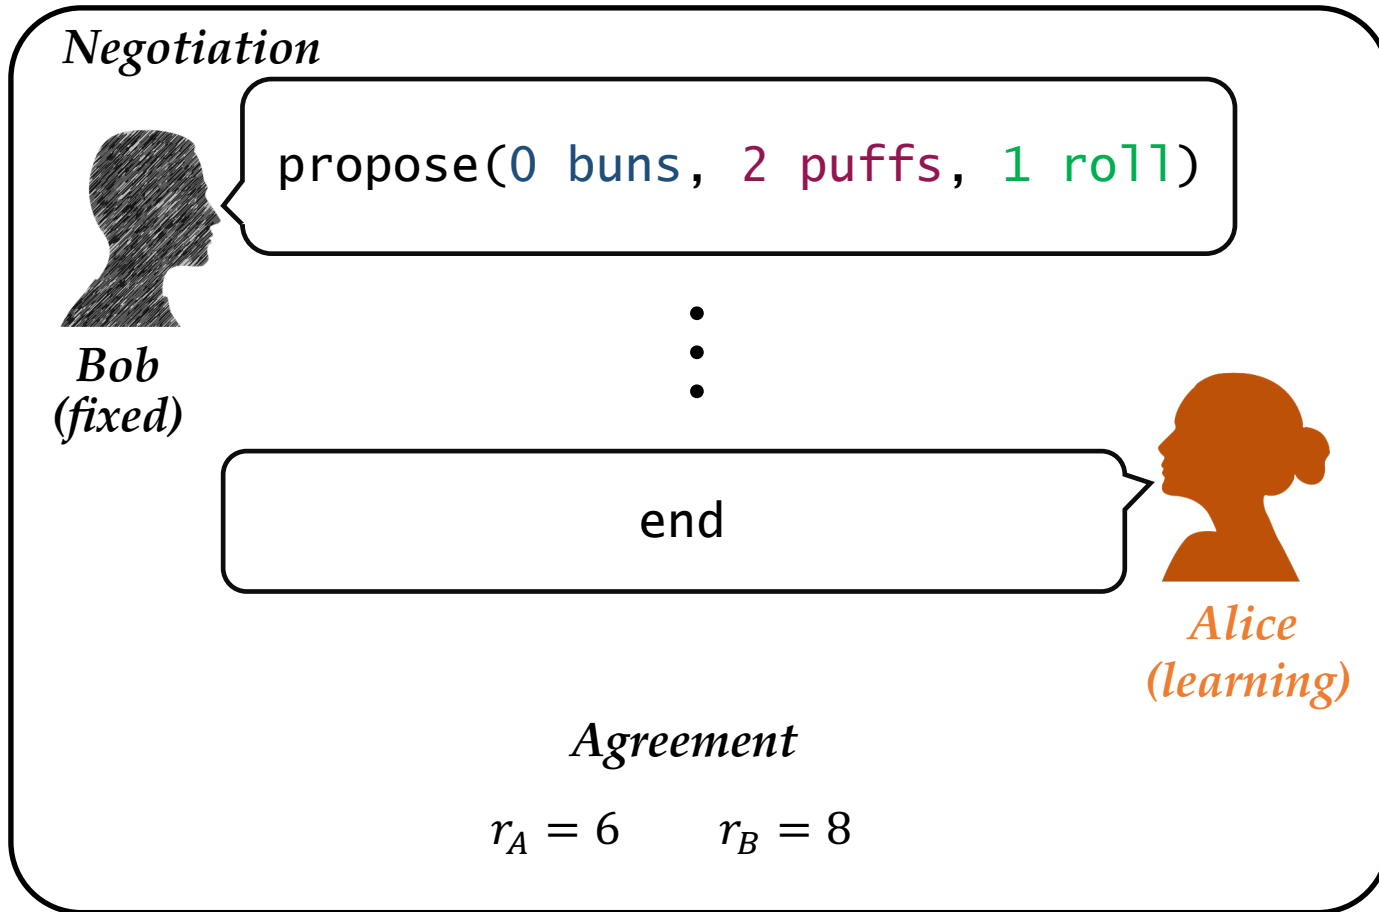 Negotiation
propose(0 buns, 2 puffs, 1 roll)
Bob
(fixed)
end
Alice
(learning)
Agreement
r_A = 6 r_B = 8